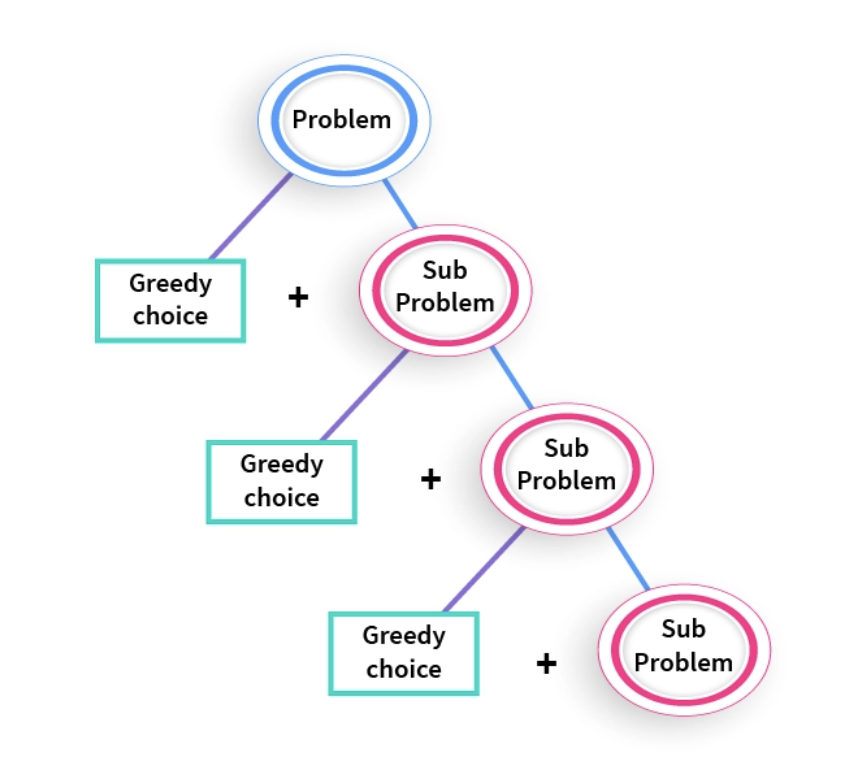 Problem
Greedy
choice
+
Sub
Problem
Greedy
choice
+
Sub
Problem
Greedy
choice
+
Sub
Problem